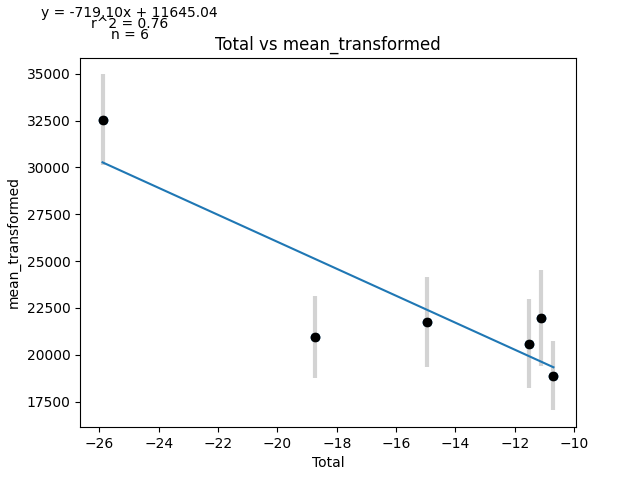 y = -719.10x + 11645.04
r^2 = 0.76
n = 6
Total vs mean_transformed
35000
32500
30000
27500
25000
22500
20000
17500
mean_transformed
−26 −24 −22 −20 −18 −16 −14 −12 −10
Total